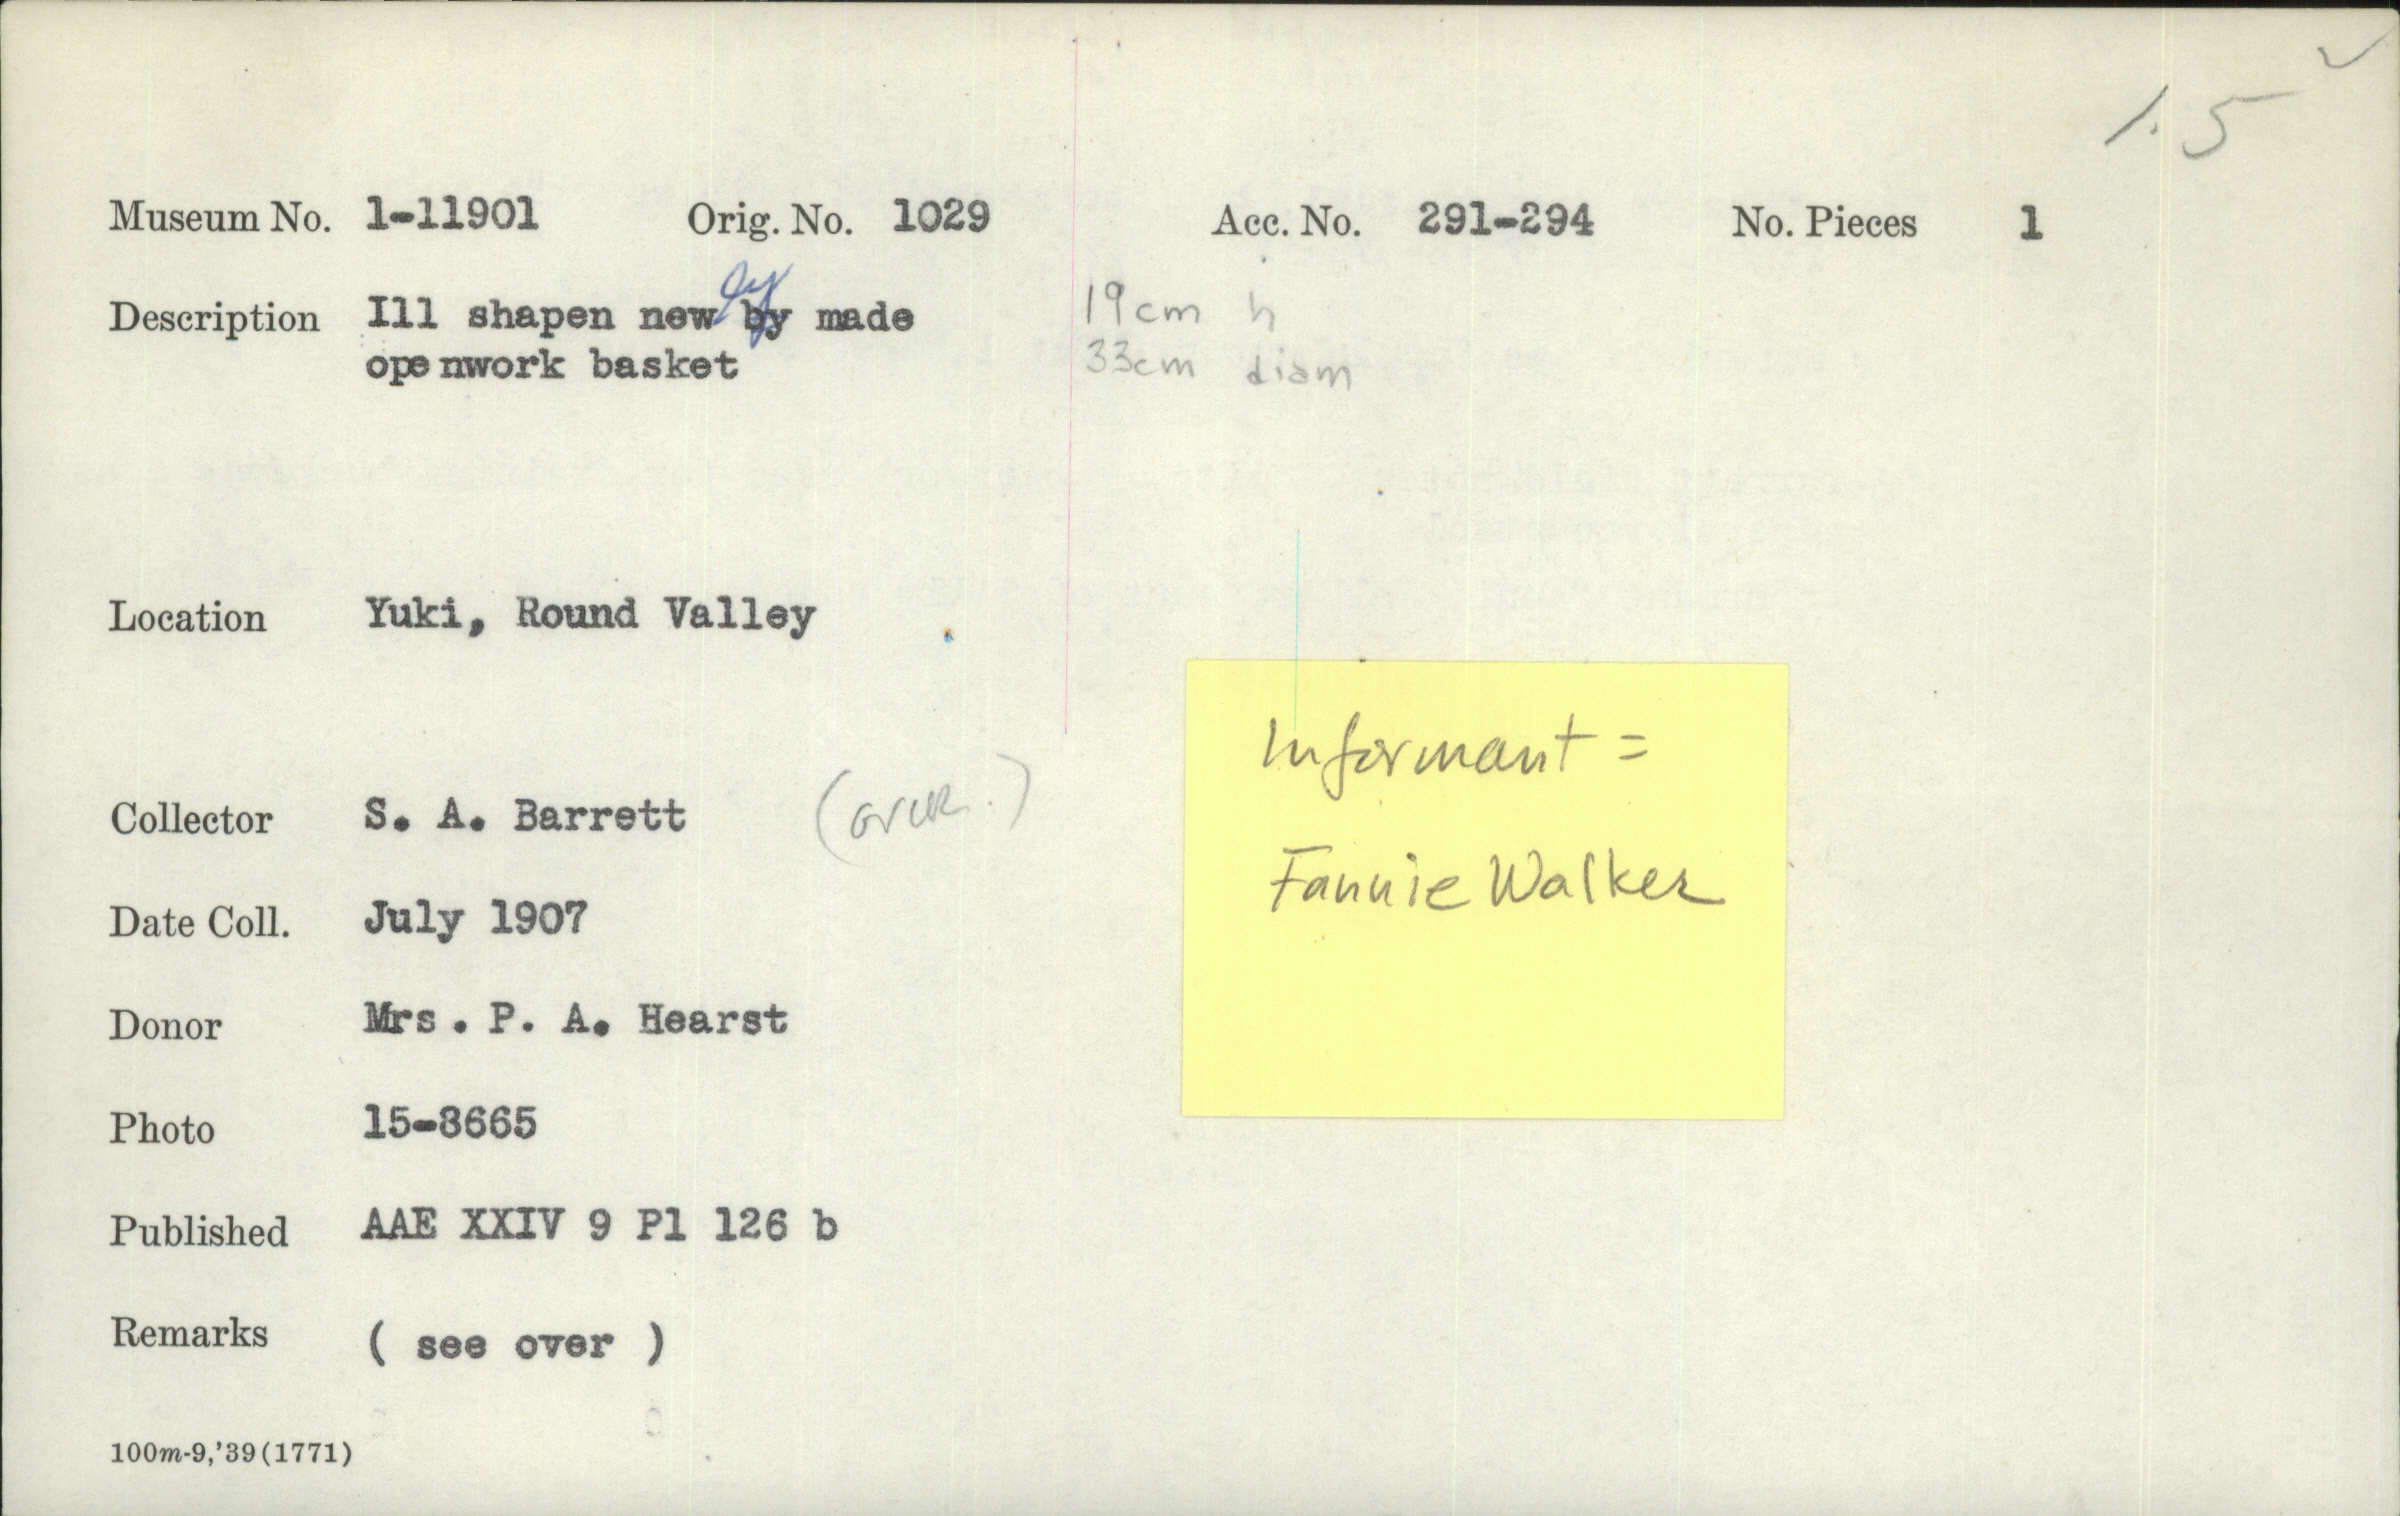 1.5
Museum No. 1-11901 Orig. No. 1029 Acc. No. 291-294 No. Pieces 1
Description Ill shapen new by ly made 19cm h
openwork basket 33cm diam
Location Yuki, Round Valley
Informant =
Collector S. A. Barrett (over.)
Fannie Walker
Date Coll. July 1907
Donor Mrs. P. A. Hearst
Photo 15-8665
Published AAE XXIV 9 Pl 126 b
Remarks ( see over )
100m-9,'39(1771)